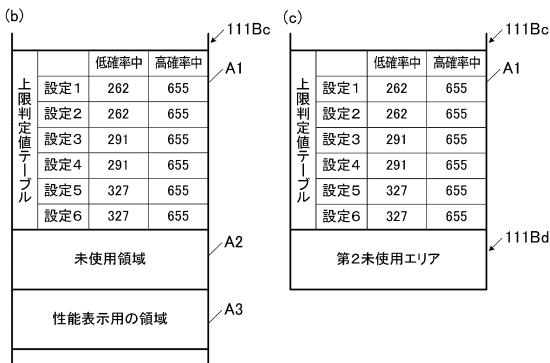 (b)
111Bc
低確率中 高確率中
A1
上限判定値テーブル
設定1 262 655
設定2 262 655
設定3 291 655
設定4 291 655
設定5 327 655
設定6 327 655
未使用領域
A2
性能表示用の領域
A3
(c)
111Bc
低確率中 高確率中
A1
上限判定値テーブル
設定1 262 655
設定2 262 655
設定3 291 655
設定4 291 655
設定5 327 655
設定6 327 655
第2未使用エリア
111Bd